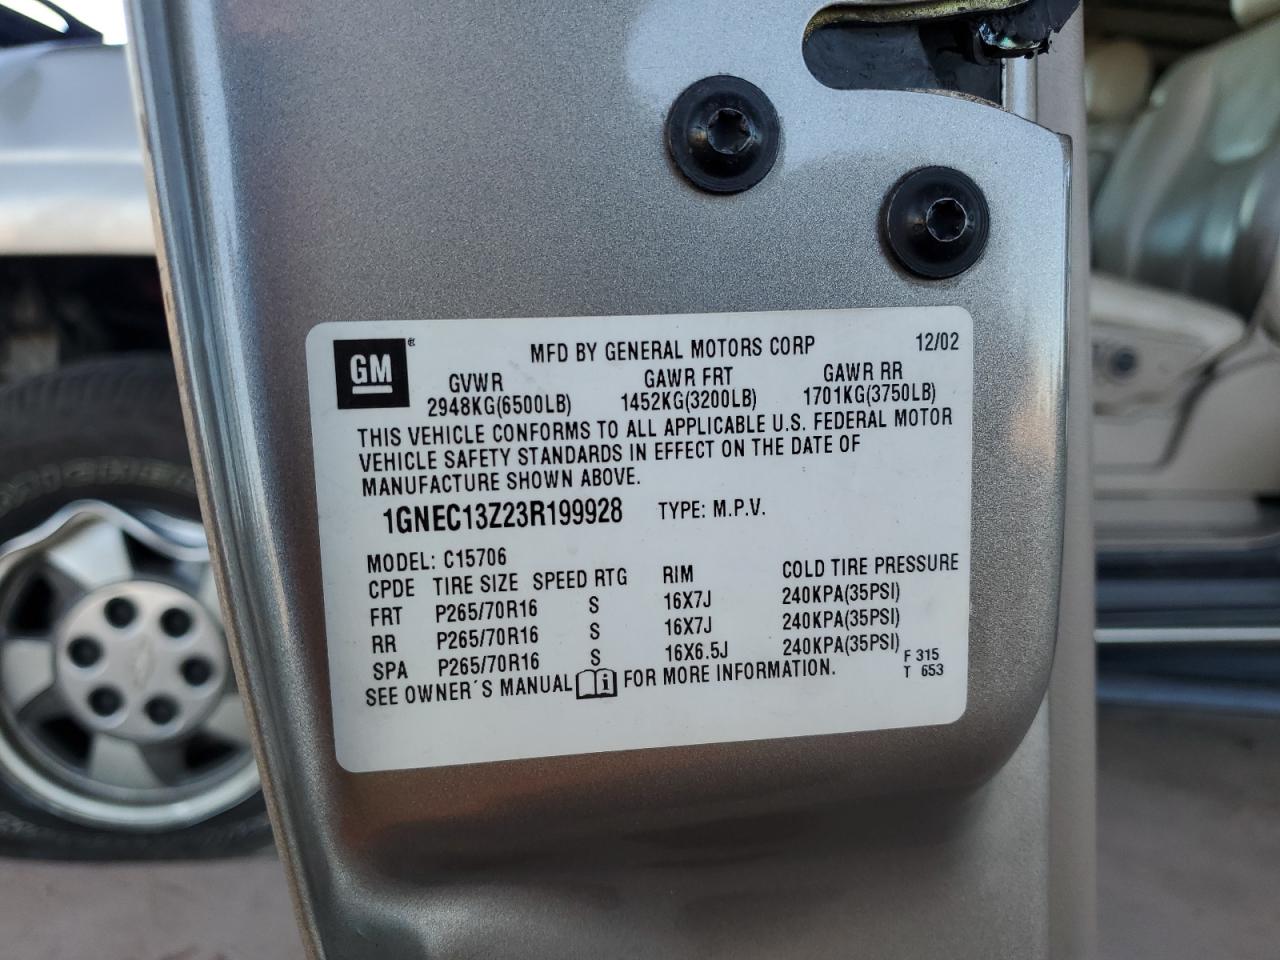 GM ® MFD BY GENERAL MOTORS CORP 12/02
GVWR GAWR FRT GAWR RR
2948KG(6500LB) 1452KG(3200LB) 1701KG(3750LB)
THIS VEHICLE CONFORMS TO ALL APPLICABLE U.S. FEDERAL MOTOR
VEHICLE SAFETY STANDARDS IN EFFECT ON THE DATE OF
MANUFACTURE SHOWN ABOVE.
1GNEC13Z23R199928 TYPE: M.P.V.
MODEL: C15706
CPDE TIRE SIZE SPEED RTG RIM COLD TIRE PRESSURE
FRT P265/70R16 S 16X7J 240KPA(35PSI)
RR P265/70R16 S 16X7J 240KPA(35PSI)
SPA P265/70R16 S 16X6.5J 240KPA(35PSI) F 315
SEE OWNER´S MANUAL i FOR MORE INFORMATION. T 653